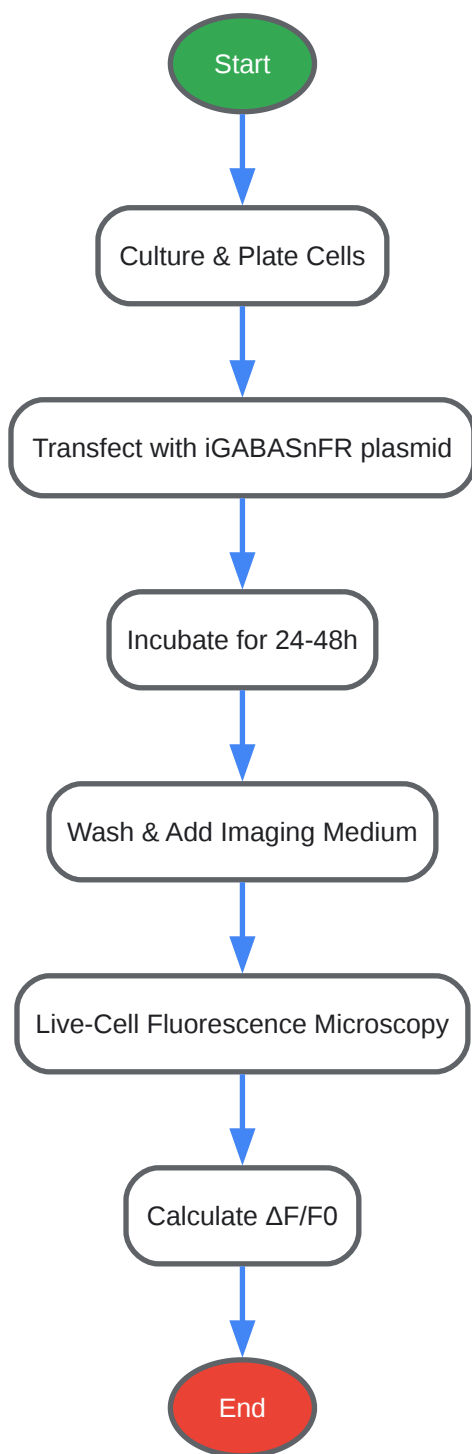 Start
Culture & Plate Cells
Transfect with iGABASnFR plasmid
Incubate for 24-48h
Wash & Add Imaging Medium
Live-Cell Fluorescence Microscopy
Calculate ΔF/F0
End